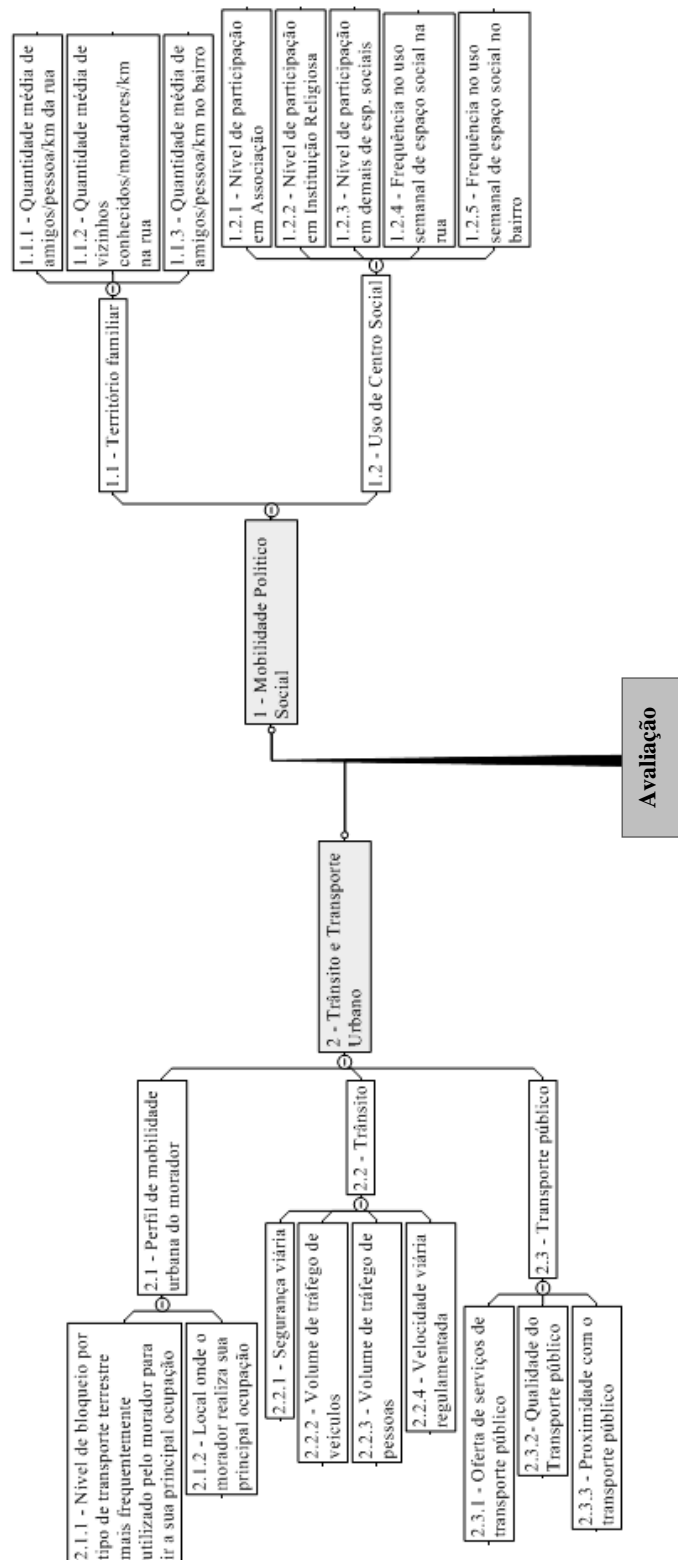 1.1.1 - Quantidade média de
amigos/pessoa/km da rua
1.1.2 - Quantidade média de
vizinhos
conhecidos/moradores/km
na rua
1.1.3 - Quantidade média de
amigos/pessoa/km no bairro
1.1 - Território familiar
1.2.1 - Nível de participação
em Associação
1.2.2 - Nível de participação
em Instituição Religiosa
1.2.3 - Nível de participação
em demais de esp. sociais
1.2.4 - Frequência no uso
semanal de espaço social na
rua
1.2.5 - Frequência no uso
semanal de espaço social no
bairro
1.2 - Uso de Centro Social
1 - Mobilidade Político
Social
Avaliação
2 - Trânsito e Transporte
Urbano
2.1 - Perfil de mobilidade
urbana do morador
2.1.1 - Nível de bloqueio por
tipo de transporte terrestre
mais frequentemente
utilizado pelo morador para
ir a sua principal ocupação
2.1.2 - Local onde o
morador realiza sua
principal ocupação
2.2 - Trânsito
2.2.1 - Segurança viária
2.2.2 - Volume de tráfego de
veículos
2.2.3 - Volume de tráfego de
pessoas
2.2.4 - Velocidade viária
regulamentada
2.3 - Transporte público
2.3.1 - Oferta de serviços de
transporte público
2.3.2- Qualidade do
Transporte público
2.3.3 - Proximidade com o
transporte público